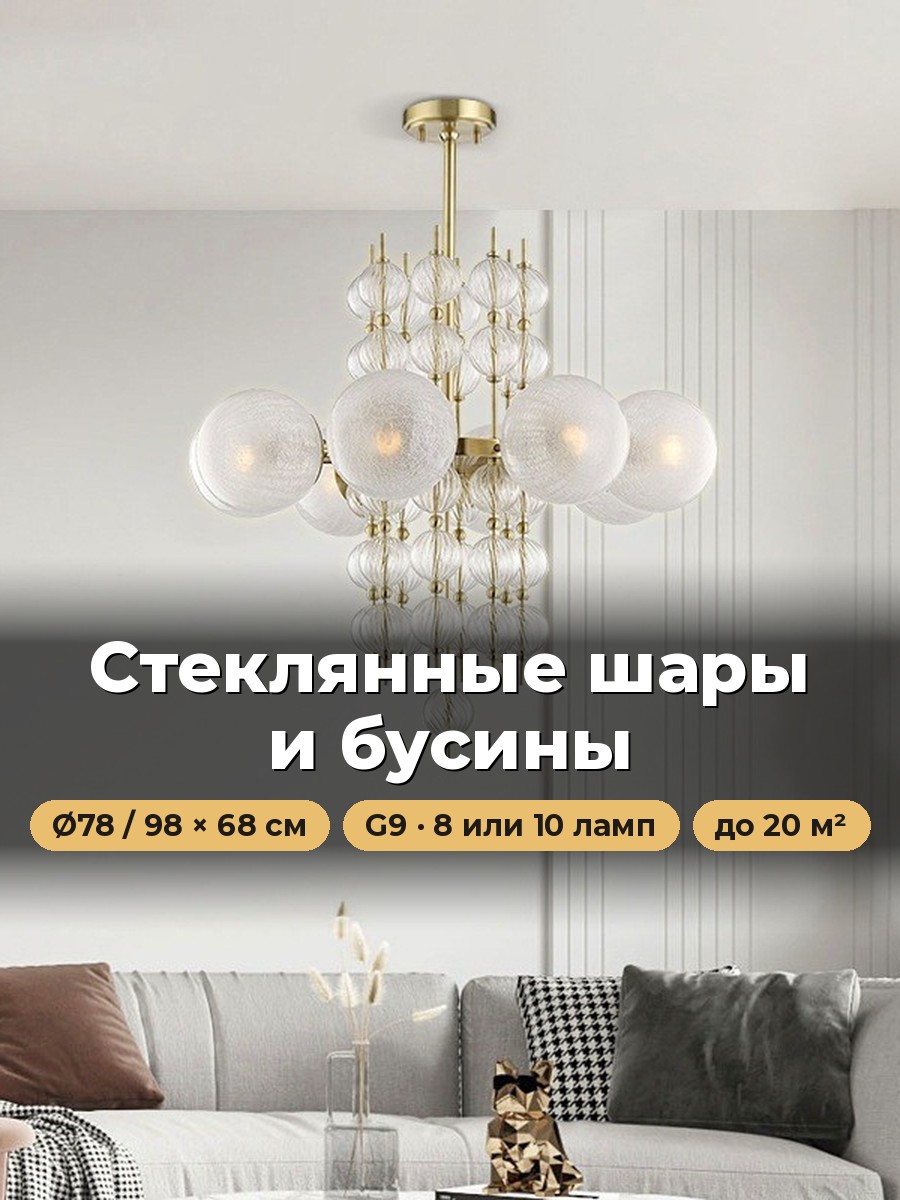 Стеклянные шары
и бусины
Ø78 / 98 × 68 см
G9 · 8 или 10 ламп
до 20 м²